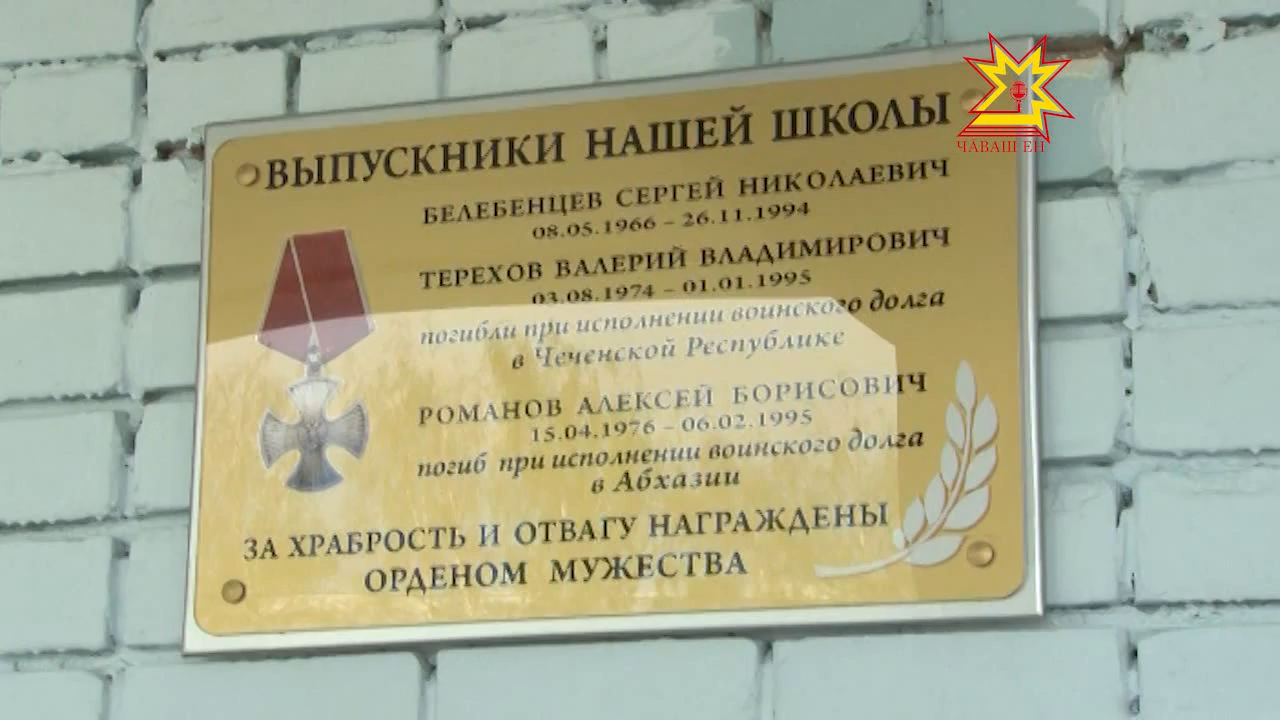 ЧӐВАШ ЕН
ВЫПУСКНИКИ НАШЕЙ ШКОЛЫ
БЕЛЕБЕНЦЕВ СЕРГЕЙ НИКОЛАЕВИЧ
08.05.1966 – 26.11.1994
ТЕРЕХОВ ВАЛЕРИЙ ВЛАДИМИРОВИЧ
03.08.1974 – 01.01.1995
погибли при исполнении воинского долга
в Чеченской Республике
РОМАНОВ АЛЕКСЕЙ БОРИСОВИЧ
15.04.1976 – 06.02.1995
погиб при исполнении воинского долга
в Абхазии
ЗА ХРАБРОСТЬ И ОТВАГУ НАГРАЖДЕНЫ
ОРДЕНОМ МУЖЕСТВА